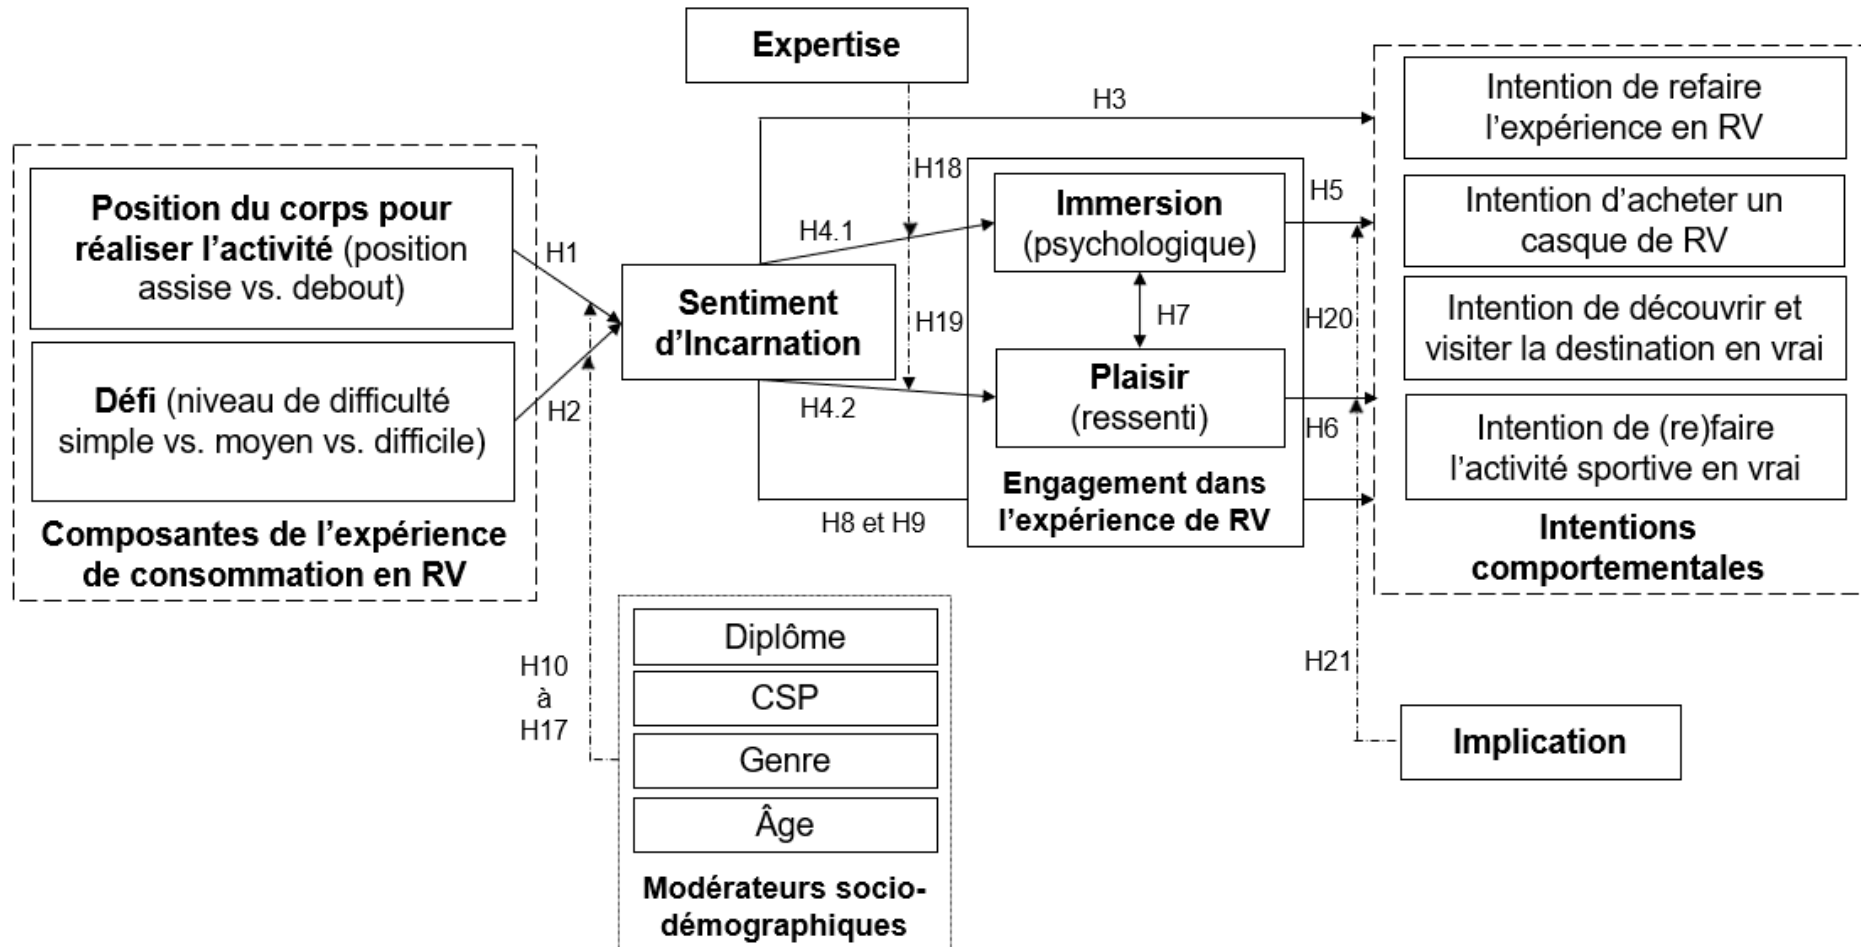 Expertise
H3
Intention de refaire
l'expérience en RV
Position du corps pour
réaliser l'activité (position
assise vs. debout)
H1
H18
H4.1
Immersion
(psychologique)
H5
Intention d'acheter un
casque de RV
Sentiment
d'Incarnation
H19
H7
H20
Intention de découvrir et
visiter la destination en vrai
Défi (niveau de difficulté
simple vs. moyen vs. difficile)
H2
H4.2
Plaisir
(ressenti)
H6
Intention de (re)faire
l'activité sportive en vrai
Composantes de l'expérience
de consommation en RV
H8 et H9
Engagement dans
l'expérience de RV
Intentions
comportementales
H10
à
H17
Diplôme
CSP
Genre
Âge
Modérateurs socio-
démographiques
H21
Implication